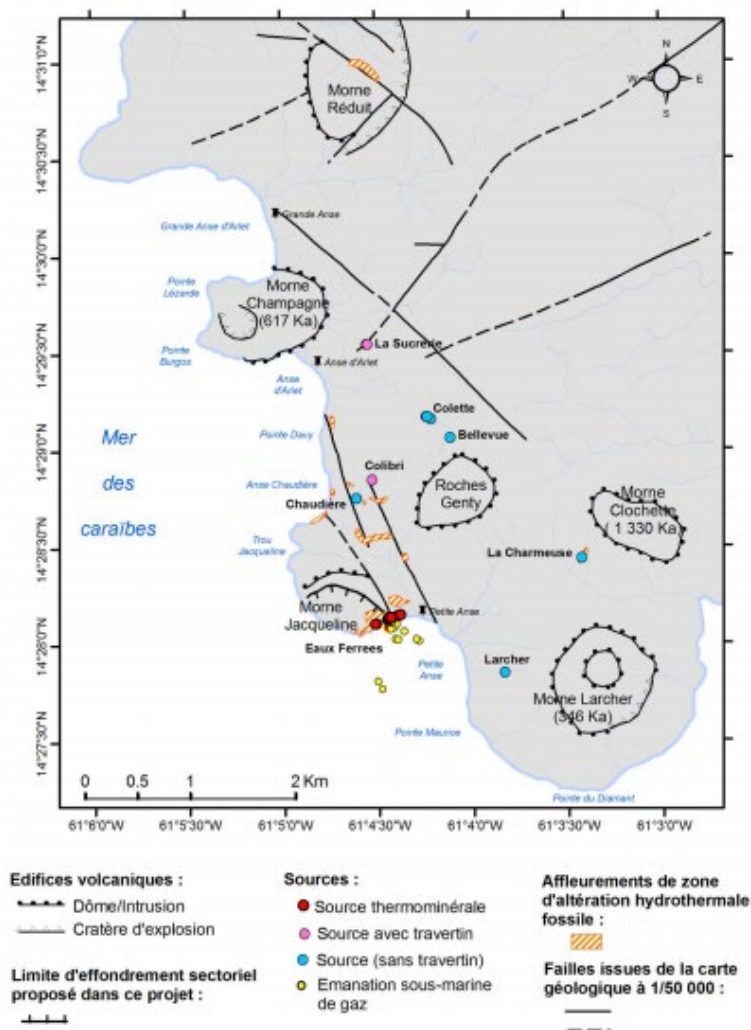 14°31'0"N
14°30'30"N
14°30'0"N
14°29'30"N
14°29'0"N
14°28'30"N
14°28'0"N
14°27'30"N
N
W
E
S
Morne
Réduit
Grande Anse
Grande Anse d'Arlet
Pointe
Lézarde
Morne
Champagne
(617 Ka)
La Sucrerie
Pointe
Burgos
Anse d'Arlet
Anse
d'Arlet
Colette
Bellevue
Pointe Davy
Mer
des
caraïbes
Colibri
Anse Chaudière
Chaudière
Roches
Genty
Morne
Clochette
( 1 330 Ka)
Trou
Jacqueline
La Charmeuse
Morne
Jacqueline
Petite Anse
Eaux Ferrees
Petite
Anse
Larcher
Morne Larcher
(346 Ka)
Pointe Maurice
Pointe du Diamant
0 0.5 1 2 Km
61°6'0"W 61°5'30"W 61°5'0"W 61°4'30"W 61°4'0"W 61°3'30"W 61°3'0"W
Edifices volcaniques :
Dôme/Intrusion
Cratère d'explosion
Limite d'effondrement sectoriel
proposé dans ce projet :
Sources :
Source thermominérale
Source avec travertin
Source (sans travertin)
Emanation sous-marine
de gaz
Affleurements de zone
d'altération hydrothermale
fossile :
Failles issues de la carte
géologique à 1/50 000 :